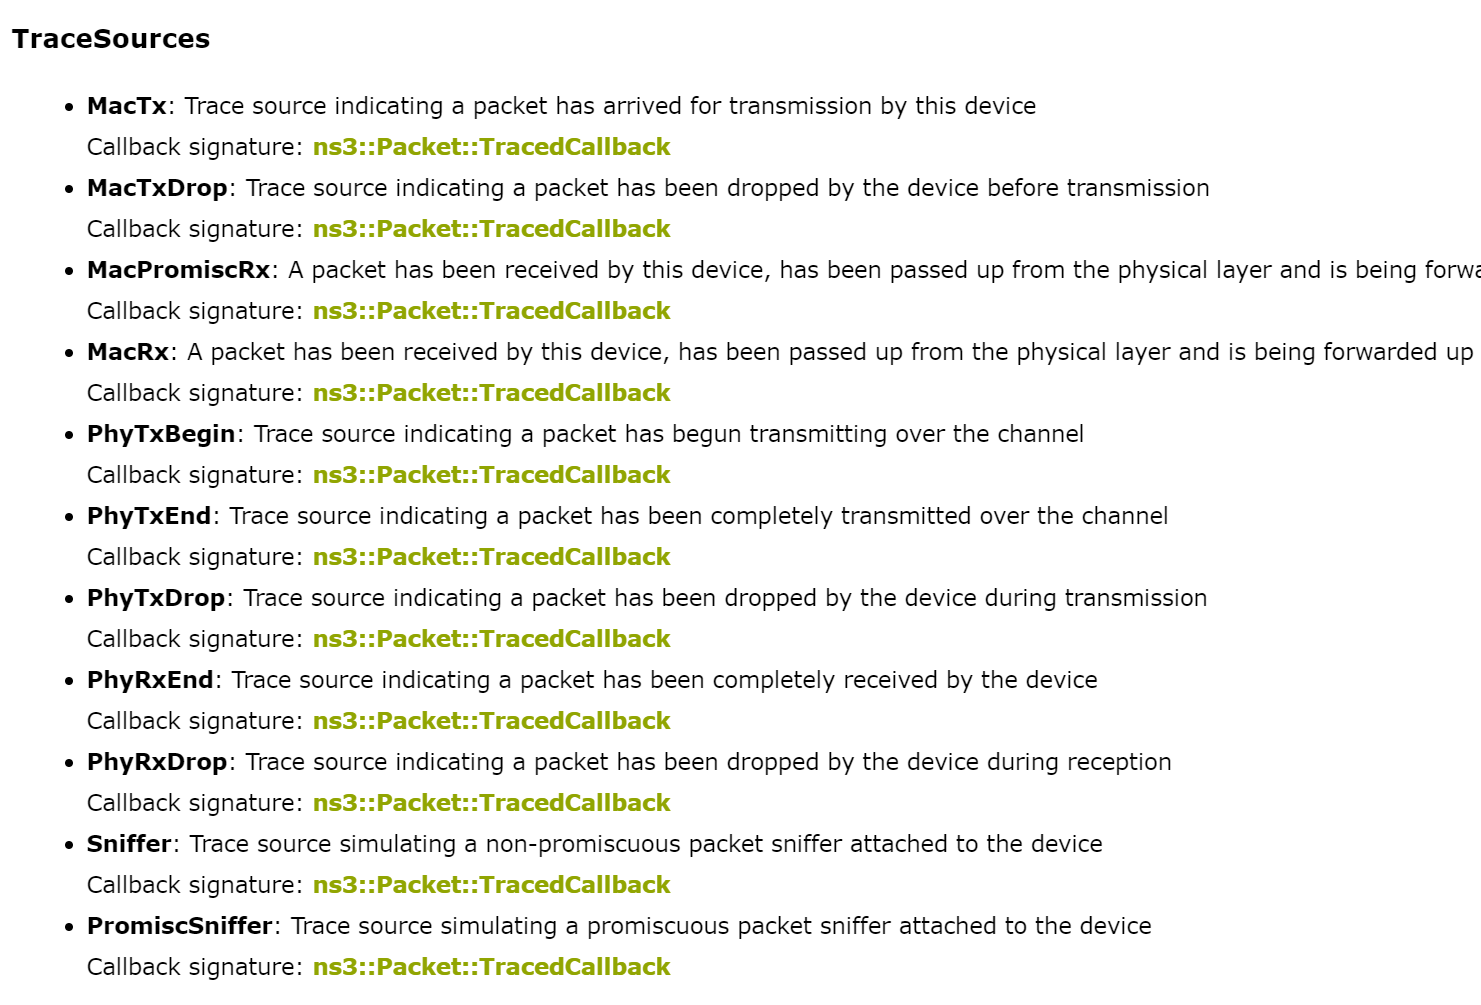 TraceSources
• MacTx: Trace source indicating a packet has arrived for transmission by this device
Callback signature: ns3::Packet::TracedCallback
• MacTxDrop: Trace source indicating a packet has been dropped by the device before transmission
Callback signature: ns3::Packet::TracedCallback
• MacPromiscRx: A packet has been received by this device, has been passed up from the physical layer and is being forwa
Callback signature: ns3::Packet::TracedCallback
• MacRx: A packet has been received by this device, has been passed up from the physical layer and is being forwarded up
Callback signature: ns3::Packet::TracedCallback
• PhyTxBegin: Trace source indicating a packet has begun transmitting over the channel
Callback signature: ns3::Packet::TracedCallback
• PhyTxEnd: Trace source indicating a packet has been completely transmitted over the channel
Callback signature: ns3::Packet::TracedCallback
• PhyTxDrop: Trace source indicating a packet has been dropped by the device during transmission
Callback signature: ns3::Packet::TracedCallback
• PhyRxEnd: Trace source indicating a packet has been completely received by the device
Callback signature: ns3::Packet::TracedCallback
• PhyRxDrop: Trace source indicating a packet has been dropped by the device during reception
Callback signature: ns3::Packet::TracedCallback
• Sniffer: Trace source simulating a non-promiscuous packet sniffer attached to the device
Callback signature: ns3::Packet::TracedCallback
• PromiscSniffer: Trace source simulating a promiscuous packet sniffer attached to the device
Callback signature: ns3::Packet::TracedCallback